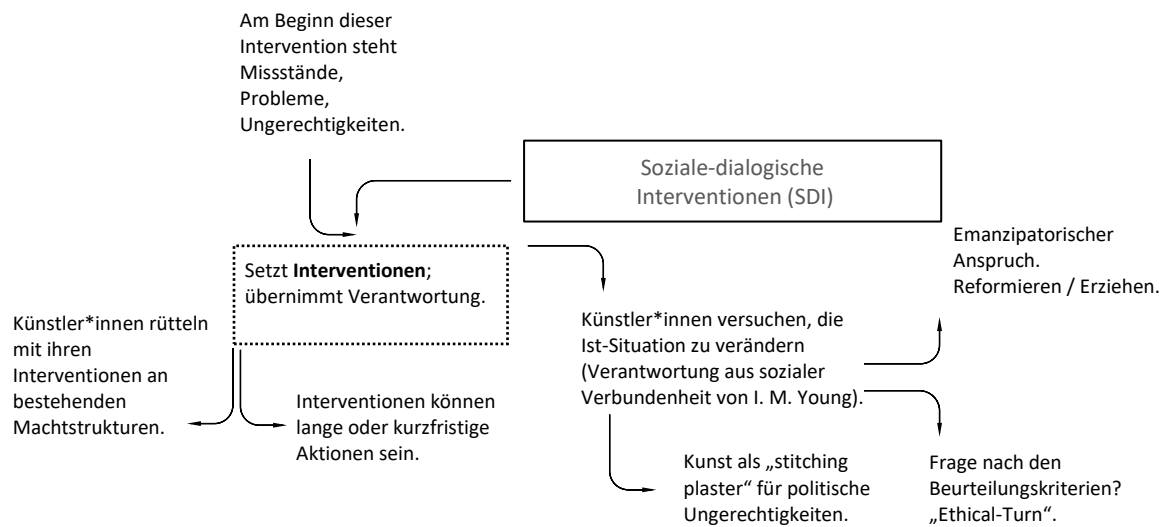 Am Beginn dieser
Intervention steht
Missstände,
Probleme,
Ungerechtigkeiten.
Soziale-dialogische
Interventionen (SDI)
Setzt Interventionen;
übernimmt Verantwortung.
Emanzipatorischer
Anspruch.
Reformieren / Erziehen.
Künstler*innen rütteln
mit ihren
Interventionen an
bestehenden
Machtstrukturen.
Interventionen können
lange oder kurzfristige
Aktionen sein.
Künstler*innen versuchen, die
Ist-Situation zu verändern
(Verantwortung aus sozialer
Verbundenheit von I. M. Young).
Kunst als „stitching
plaster“ für politische
Ungerechtigkeiten.
Frage nach den
Beurteilungskriterien?
„Ethical-Turn“.